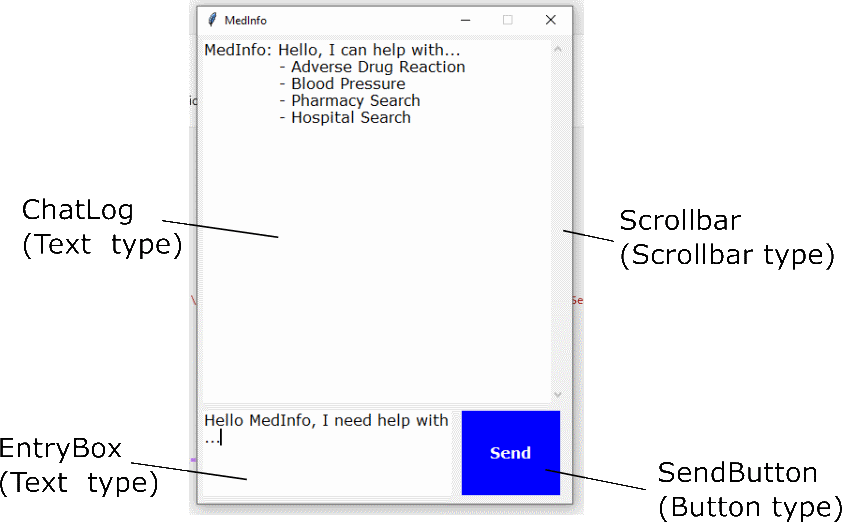 MedInfo
MedInfo: Hello, I can help with...
- Adverse Drug Reaction
- Blood Pressure
- Pharmacy Search
- Hospital Search
ChatLog
(Text type)
Scrollbar
(Scrollbar type)
Hello MedInfo, I need help with
...
Send
EntryBox
(Text type)
SendButton
(Button type)